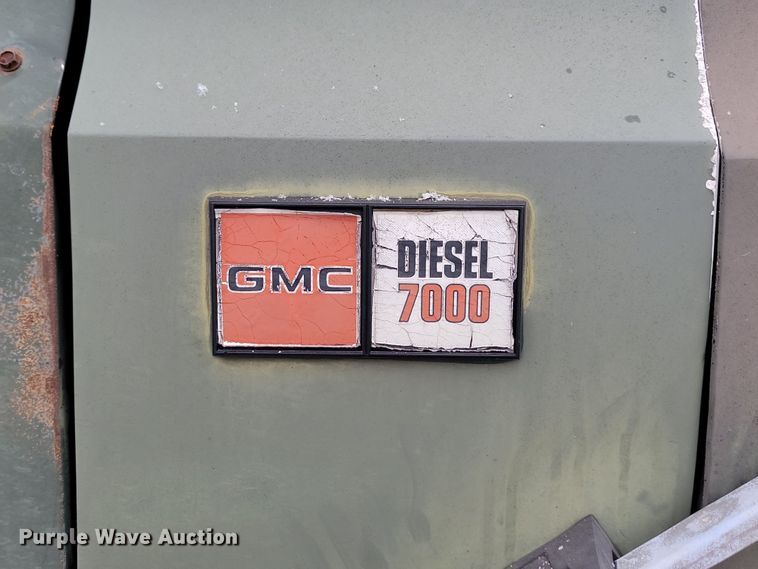 GMC
DIESEL
7000
Purple Wave Auction